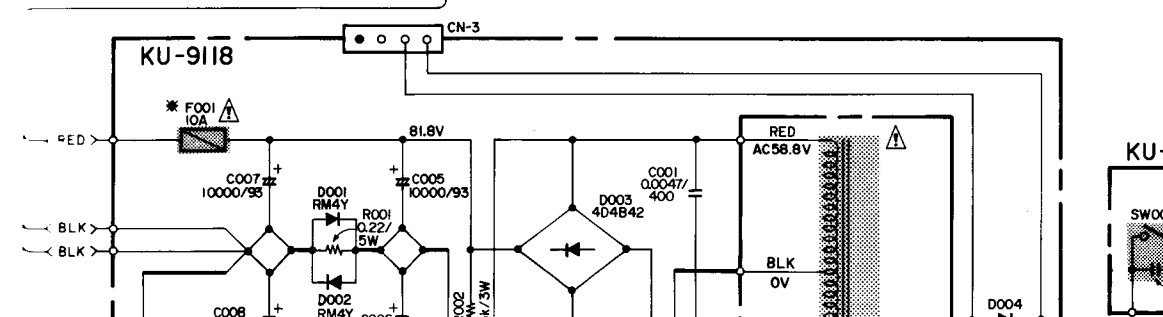 CN-3
KU-9118
※ F001
10A
RED
81.8V
RED
AC58.8V
KU-
C007
10000/93
D001
RM4Y
C005
10000/93
C001
0.0047/
400
R001
0.22/
5W
D003
4D4B42
SW00
BLK
BLK
BLK
0V
D002
RM4Y
C008
D004